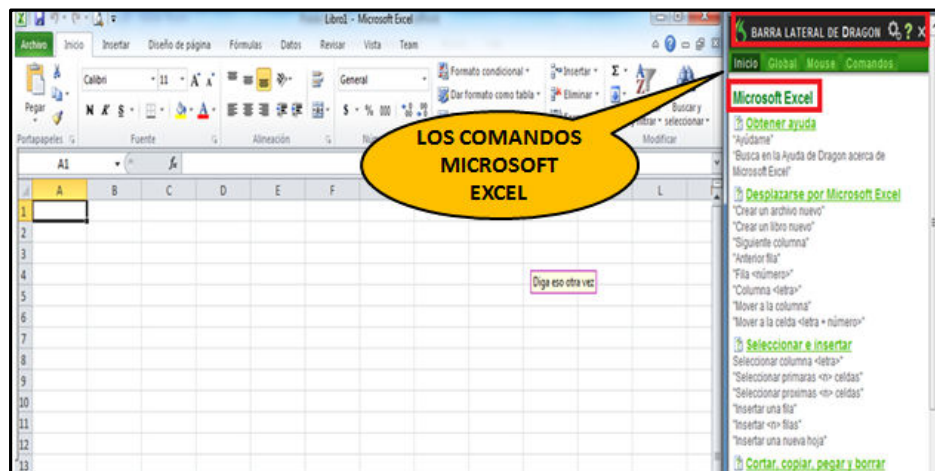 Libro1 - Microsoft Excel
Archivo Inicio Insertar Diseño de página Fórmulas Datos Revisar Vista Team
Pegar
Calibri 11 A A
N K S A
General
$ % 000
Formato condicional
Dar formato como tabla
Insertar
Eliminar
Σ
Buscar y
filtrar seleccionar
Portapapeles Fuente Alineación Modificar
A1 fx
A B C D E F L
1
2
3
4
5
6
7
8
9
10
11
12
13
LOS COMANDOS
MICROSOFT
EXCEL
Diga eso otra vez
BARRA LATERAL DE DRAGON ? x
Inicio Global Mouse Comandos
Microsoft Excel
Obtener ayuda
"Ayúdame"
"Busca en la Ayuda de Dragon acerca de
Microsoft Excel"
Desplazarse por Microsoft Excel
"Crear un archivo nuevo"
"Crear un libro nuevo"
"Siguiente columna"
"Anterior fila"
"Fila <número>"
"Columna <letra>"
"Mover a la columna"
"Mover a la celda <letra + número>"
Seleccionar e insertar
Seleccionar columna <letra>"
"Seleccionar primaras <n> celdas"
"Seleccionar proximas <n> celdas"
"Insertar una fila"
"Insertar <n> filas"
"Insertar una nueva hoja"
Cortar, copiar, pegar y borrar